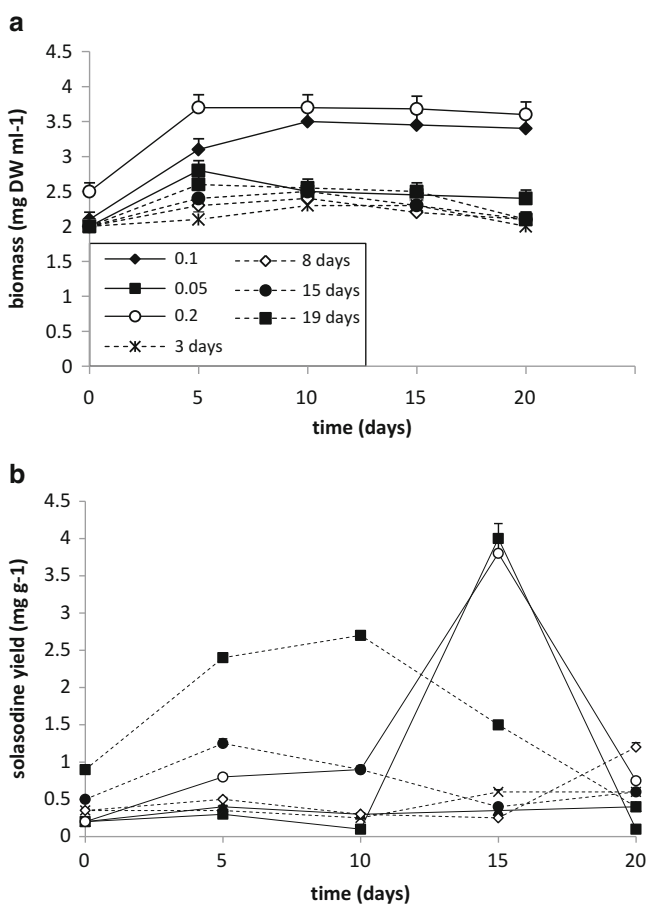 a
4.5
4
3.5
3
2.5
2
1.5
1
0.5
0
biomass (mg DW ml-1)
0.1
0.05
0.2
3 days
8 days
15 days
19 days
0 5 10 15 20
time (days)
b
4.5
4
3.5
3
2.5
2
1.5
1
0.5
0
solasodine yield (mg g-1)
0 5 10 15 20
time (days)